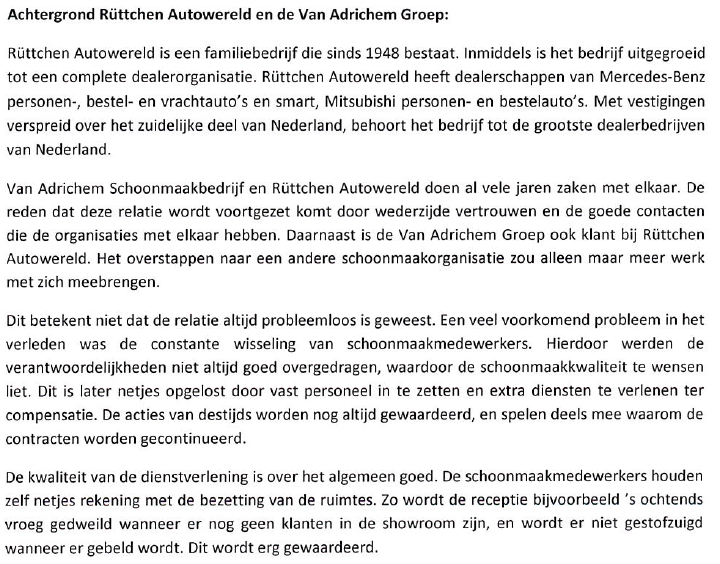 Achtergrond Rüttchen Autowereld en de Van Adrichem Groep:
Rüttchen Autowereld is een familiebedrijf die sinds 1948 bestaat. Inmiddels is het bedrijf uitgegroeid
tot een complete dealerorganisatie. Rüttchen Autowereld heeft dealerschappen van Mercedes-Benz
personen-, bestel- en vrachtauto's en smart, Mitsubishi personen- en bestelauto's. Met vestigingen
verspreid over het zuidelijke deel van Nederland, behoort het bedrijf tot de grootste dealerbedrijven
van Nederland.
Van Adrichem Schoonmaakbedrijf en Rüttchen Autowereld doen al vele jaren zaken met elkaar. De
reden dat deze relatie wordt voortgezet komt door wederzijde vertrouwen en de goede contacten
die de organisaties met elkaar hebben. Daarnaast is de Van Adrichem Groep ook klant bij Rüttchen
Autowereld. Het overstappen naar een andere schoonmaakorganisatie zou alleen maar meer werk
met zich meebrengen.
Dit betekent niet dat de relatie altijd probleemloos is geweest. Een veel voorkomend probleem in het
verleden was de constante wisseling van schoonmaakmedewerkers. Hierdoor werden de
verantwoordelijkheden niet altijd goed overgedragen, waardoor de schoonmaakkwaliteit te wensen
liet. Dit is later netjes opgelost door vast personeel in te zetten en extra diensten te verlenen ter
compensatie. De acties van destijds worden nog altijd gewaardeerd, en spelen deels mee waarom de
contracten worden gecontinueerd.
De kwaliteit van de dienstverlening is over het algemeen goed. De schoonmaakmedewerkers houden
zelf netjes rekening met de bezetting van de ruimtes. Zo wordt de receptie bijvoorbeeld 's ochtends
vroeg gedweild wanneer er nog geen klanten in de showroom zijn, en wordt er niet gestofzuigd
wanneer er gebeld wordt. Dit wordt erg gewaardeerd.